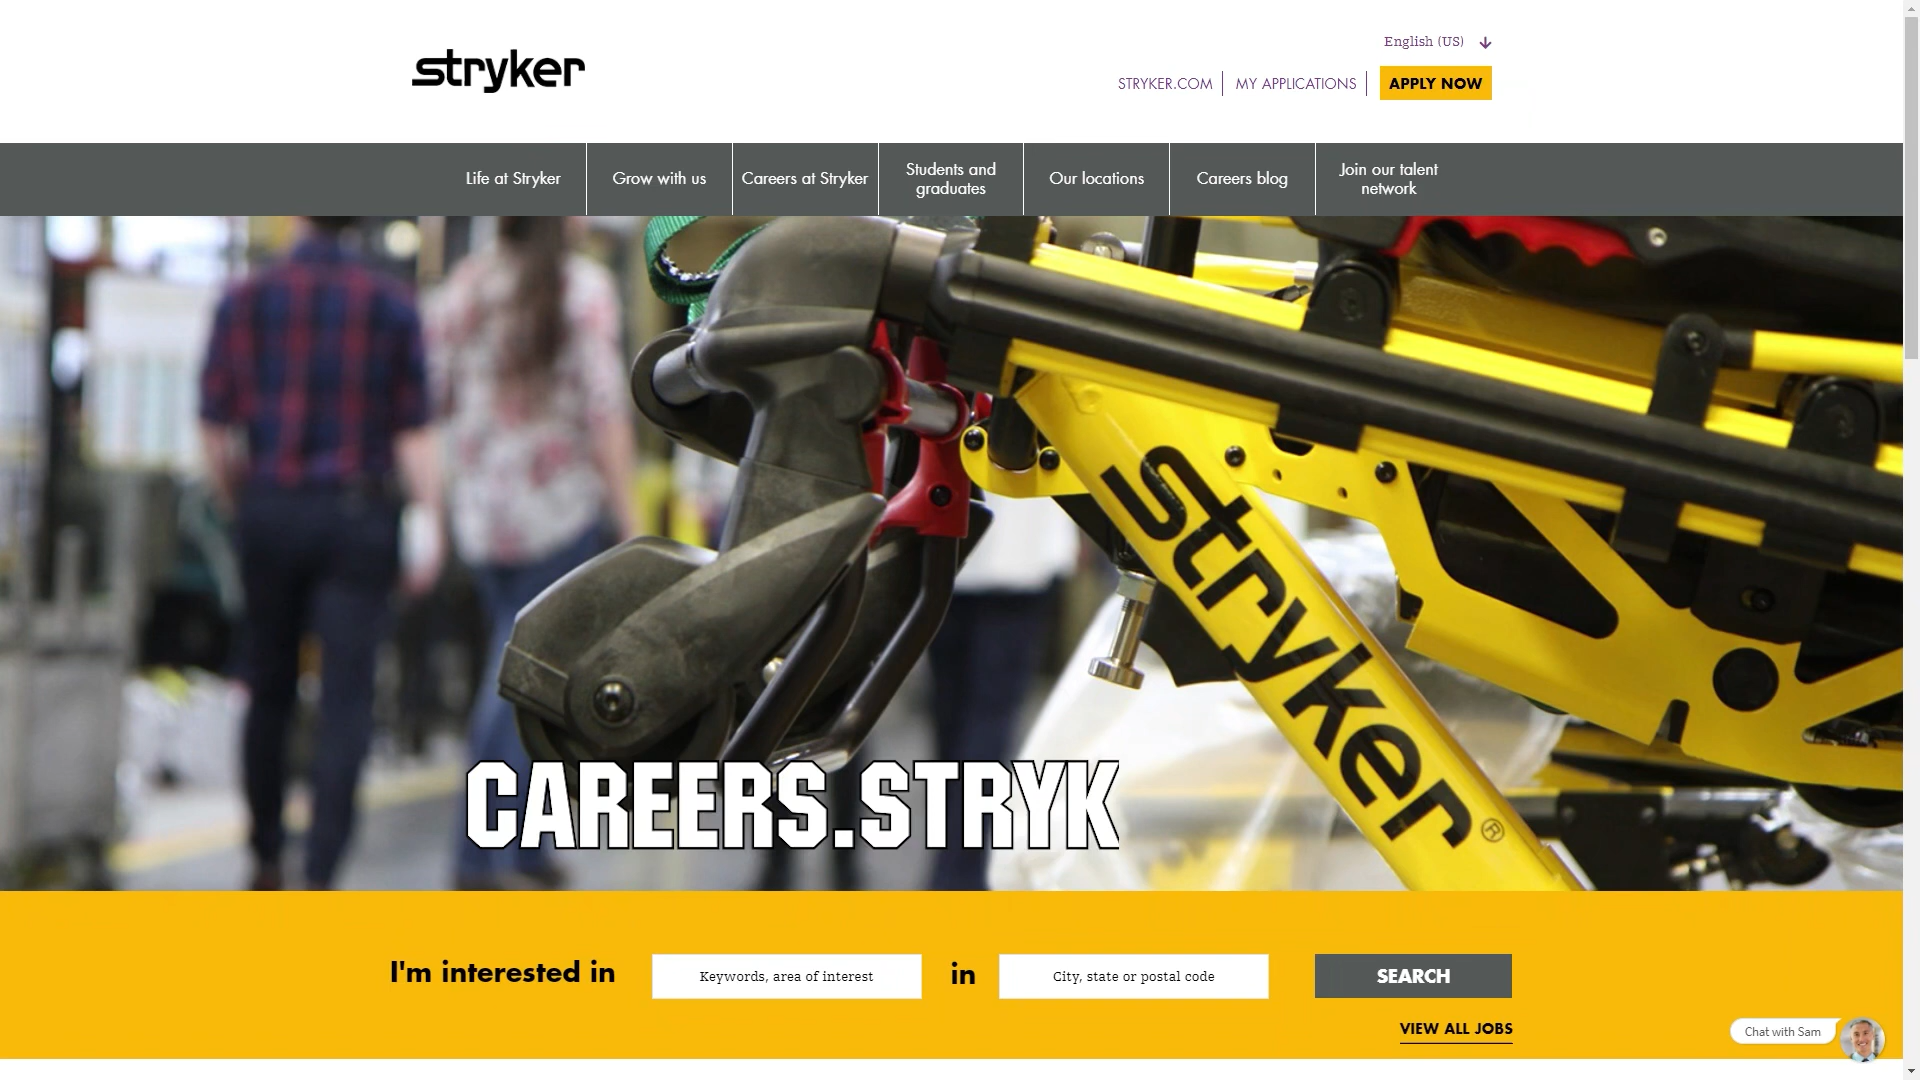 stryker
English (US)
STRYKER.COM
MY APPLICATIONS
APPLY NOW
Life at Stryker
Grow with us
Careers at Stryker
Students and
graduates
Our locations
Careers blog
Join our talent
network
stryker®
CAREERS.STRYK
I'm interested in
Keywords, area of interest
in
City, state or postal code
SEARCH
VIEW ALL JOBS
Chat with Sam